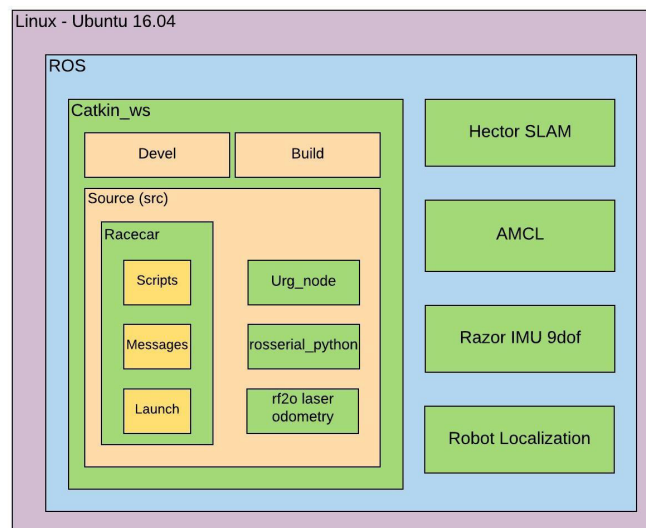 Linux - Ubuntu 16.04
ROS
Catkin_ws
Devel
Build
Source (src)
Racecar
Scripts
Messages
Launch
Urg_node
rosserial_python
rf2o laser
odometry
Hector SLAM
AMCL
Razor IMU 9dof
Robot Localization